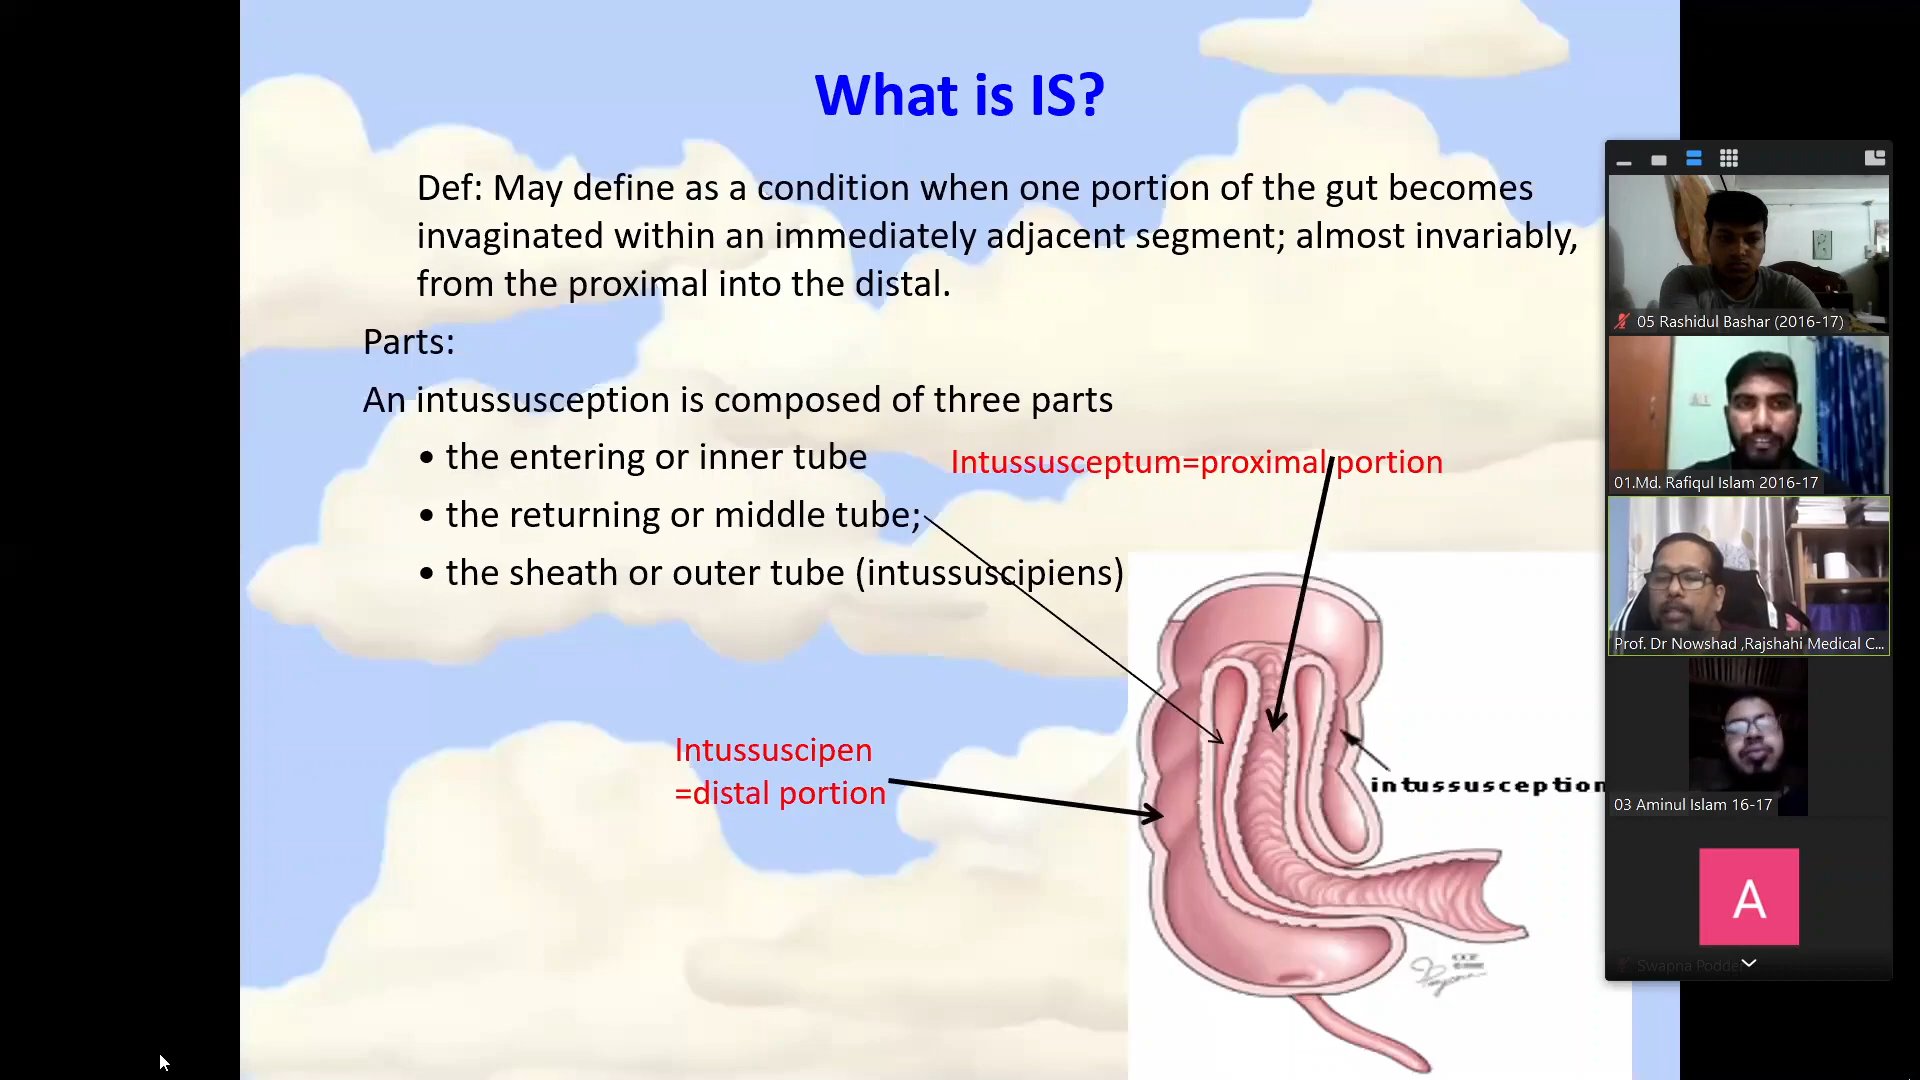 What is IS?
Def: May define as a condition when one portion of the gut becomes
invaginated within an immediately adjacent segment; almost invariably,
from the proximal into the distal.
Parts:
An intussusception is composed of three parts
• the entering or inner tube
Intussusceptum=proximal portion
• the returning or middle tube;
• the sheath or outer tube (intussuscipiens)
Intussuscipen
=distal portion
intussusception
05 Rashidul Bashar (2016-17)
01.Md. Rafiqul Islam 2016-17
Prof. Dr Nowshad ,Rajshahi Medical C...
03 Aminul Islam 16-17
A
Swapna Podder